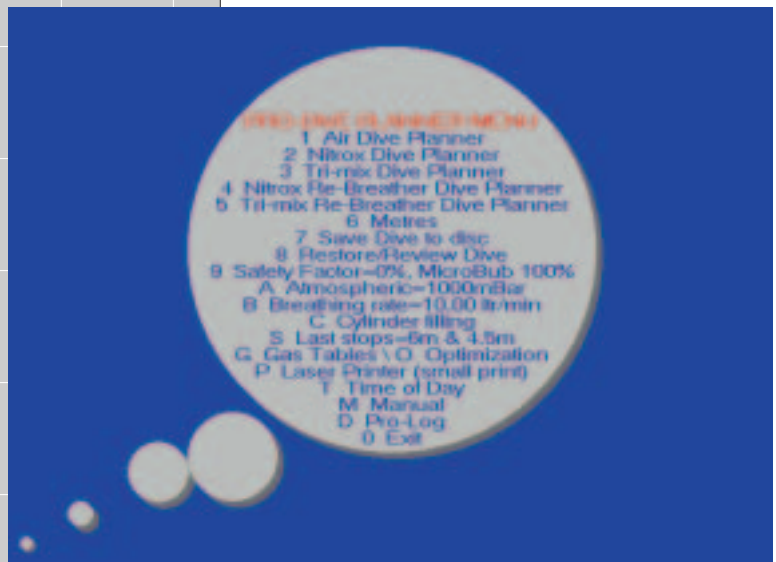 1 Air Dive Planner
2 Nitrox Dive Planner
3 Tri-mix Dive Planner
4 Nitrox Re-Breather Dive Planner
5 Tri-mix Re-Breather Dive Planner
6 Metres
7 Save Dive to disc
8 Restore/Review Dive
9 Safety Factor=0%, MicroBub 100%
A Atmospheric=1000mBar
B Breathing rate=10.00 ltr/min
C Cylinder filling
S Last stops=6m & 4.5m
G Gas Tables \ O Optimization
P Laser Printer (small print)
T Time of Day
M Manual
D Pro-Log
0 Exit